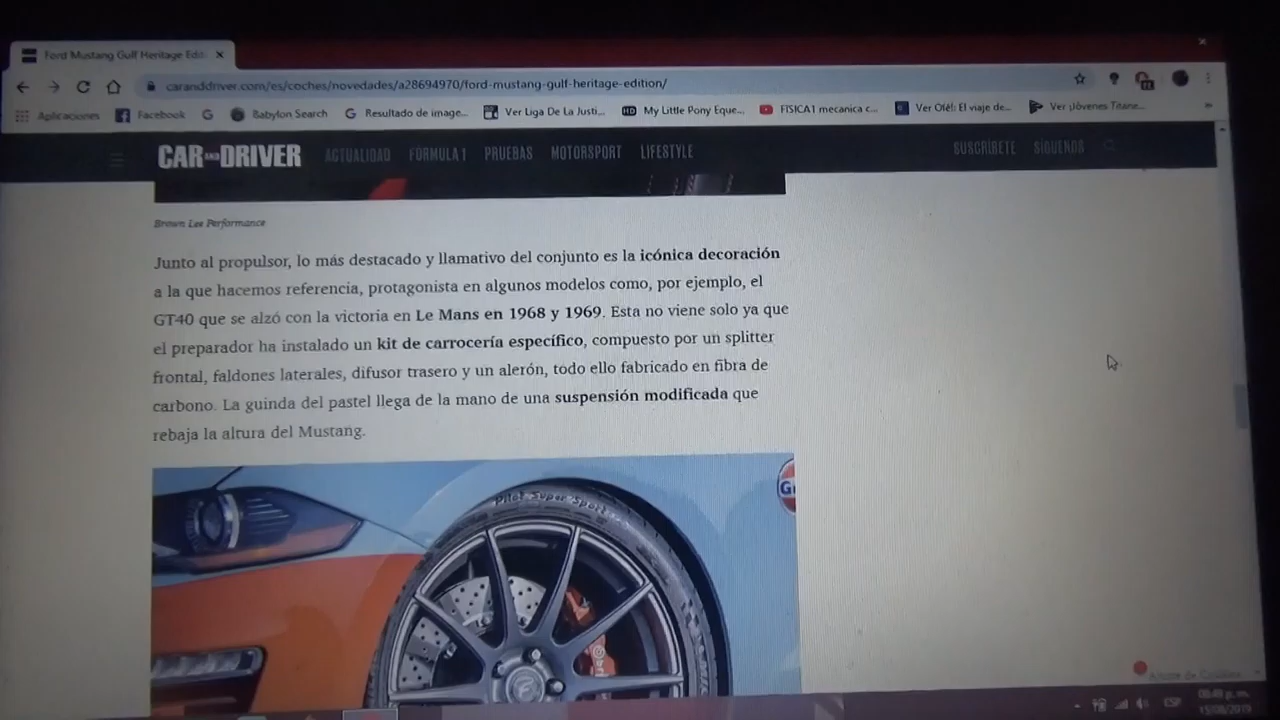 Ford Mustang Gulf Heritage Edi
caranddriver.com/es/coches/novedades/a28694970/ford-mustang-gulf-heritage-edition/
Aplicaciones Facebook Babylon Search Resultado de image... Ver Liga De La Justi... My Little Pony Eque... FISICA1 mecanica c... Ver Olé!: El viaje de... Ver Jóvenes Titane...
CAR AND DRIVER ACTUALIDAD FÓRMULA 1 PRUEBAS MOTORSPORT LIFESTYLE SUSCRÍBETE SÍGUENOS
Brown Lee Performance
Junto al propulsor, lo más destacado y llamativo del conjunto es la icónica decoración
a la que hacemos referencia, protagonista en algunos modelos como, por ejemplo, el
GT40 que se alzó con la victoria en Le Mans en 1968 y 1969. Esta no viene solo ya que
el preparador ha instalado un kit de carrocería específico, compuesto por un splitter
frontal, faldones laterales, difusor trasero y un alerón, todo ello fabricado en fibra de
carbono. La guinda del pastel llega de la mano de una suspensión modificada que
rebaja la altura del Mustang.
Pilot Super Sport
ESP
15/08/2019